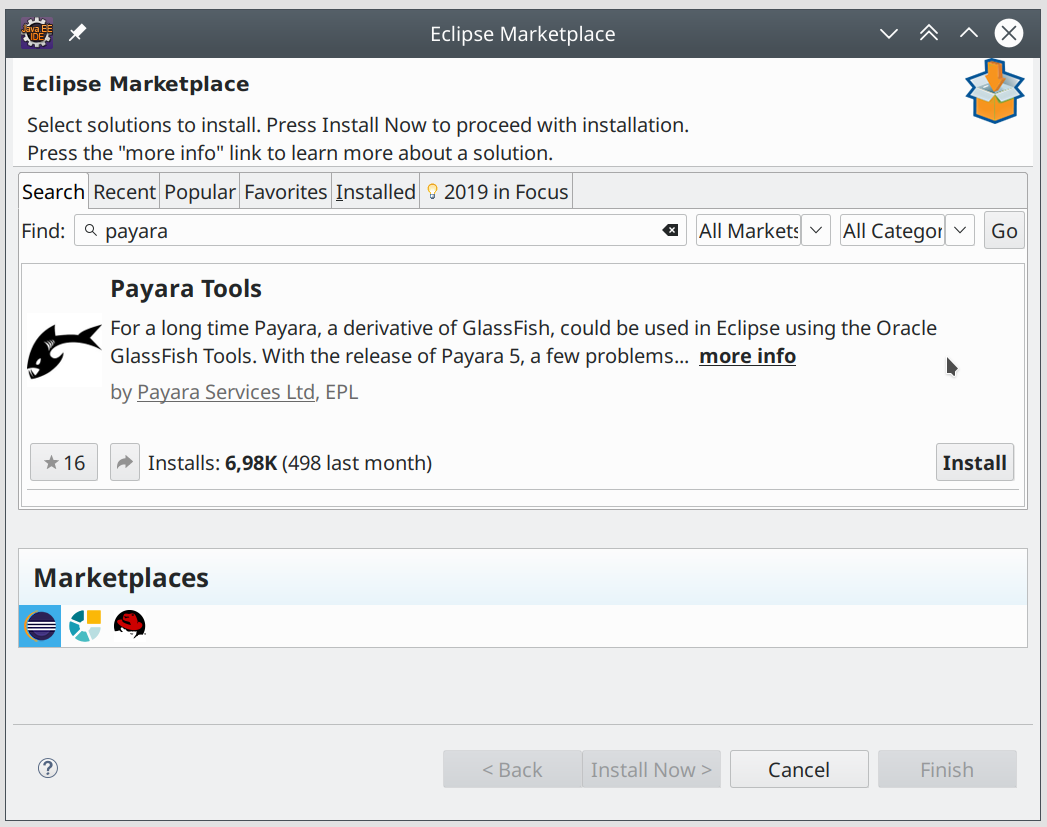 Java EE
IDE
Eclipse Marketplace
Eclipse Marketplace
Select solutions to install. Press Install Now to proceed with installation.
Press the "more info" link to learn more about a solution.
Search Recent Popular Favorites Installed 2019 in Focus
Find: payara All Markets All Categor Go
Payara Tools
For a long time Payara, a derivative of GlassFish, could be used in Eclipse using the Oracle
GlassFish Tools. With the release of Payara 5, a few problems... more info
by Payara Services Ltd, EPL
16 Installs: 6,98K (498 last month) Install
Marketplaces
? < Back Install Now > Cancel Finish